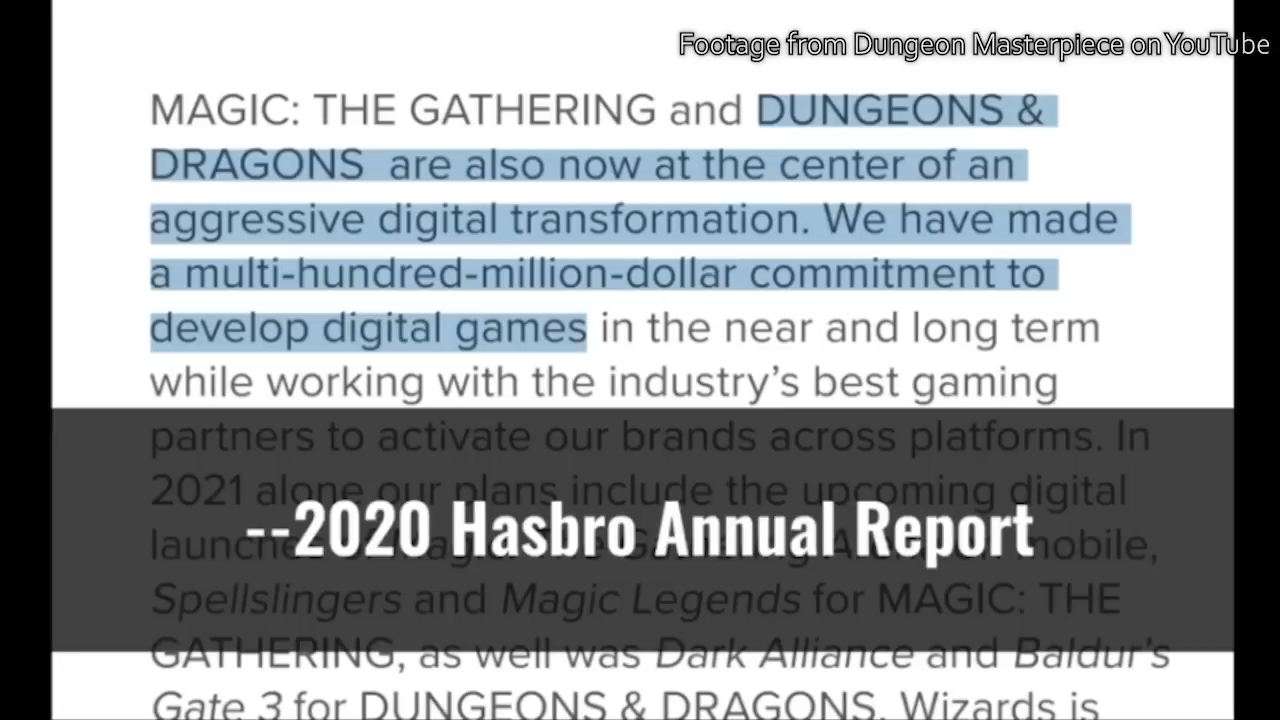 Footage from Dungeon Masterpiece on YouTube
MAGIC: THE GATHERING and DUNGEONS &
DRAGONS are also now at the center of an
aggressive digital transformation. We have made
a multi-hundred-million-dollar commitment to
develop digital games in the near and long term
while working with the industry's best gaming
partners to activate our brands across platforms. In
2021 alone our plans include the upcoming digital
--2020 Hasbro Annual Report
mobile,
Spellslingers and Magic Legends for MAGIC: THE
GATHERING, as well was Dark Alliance and Baldur's
Gate 3 for DUNGEONS & DRAGONS. Wizards is